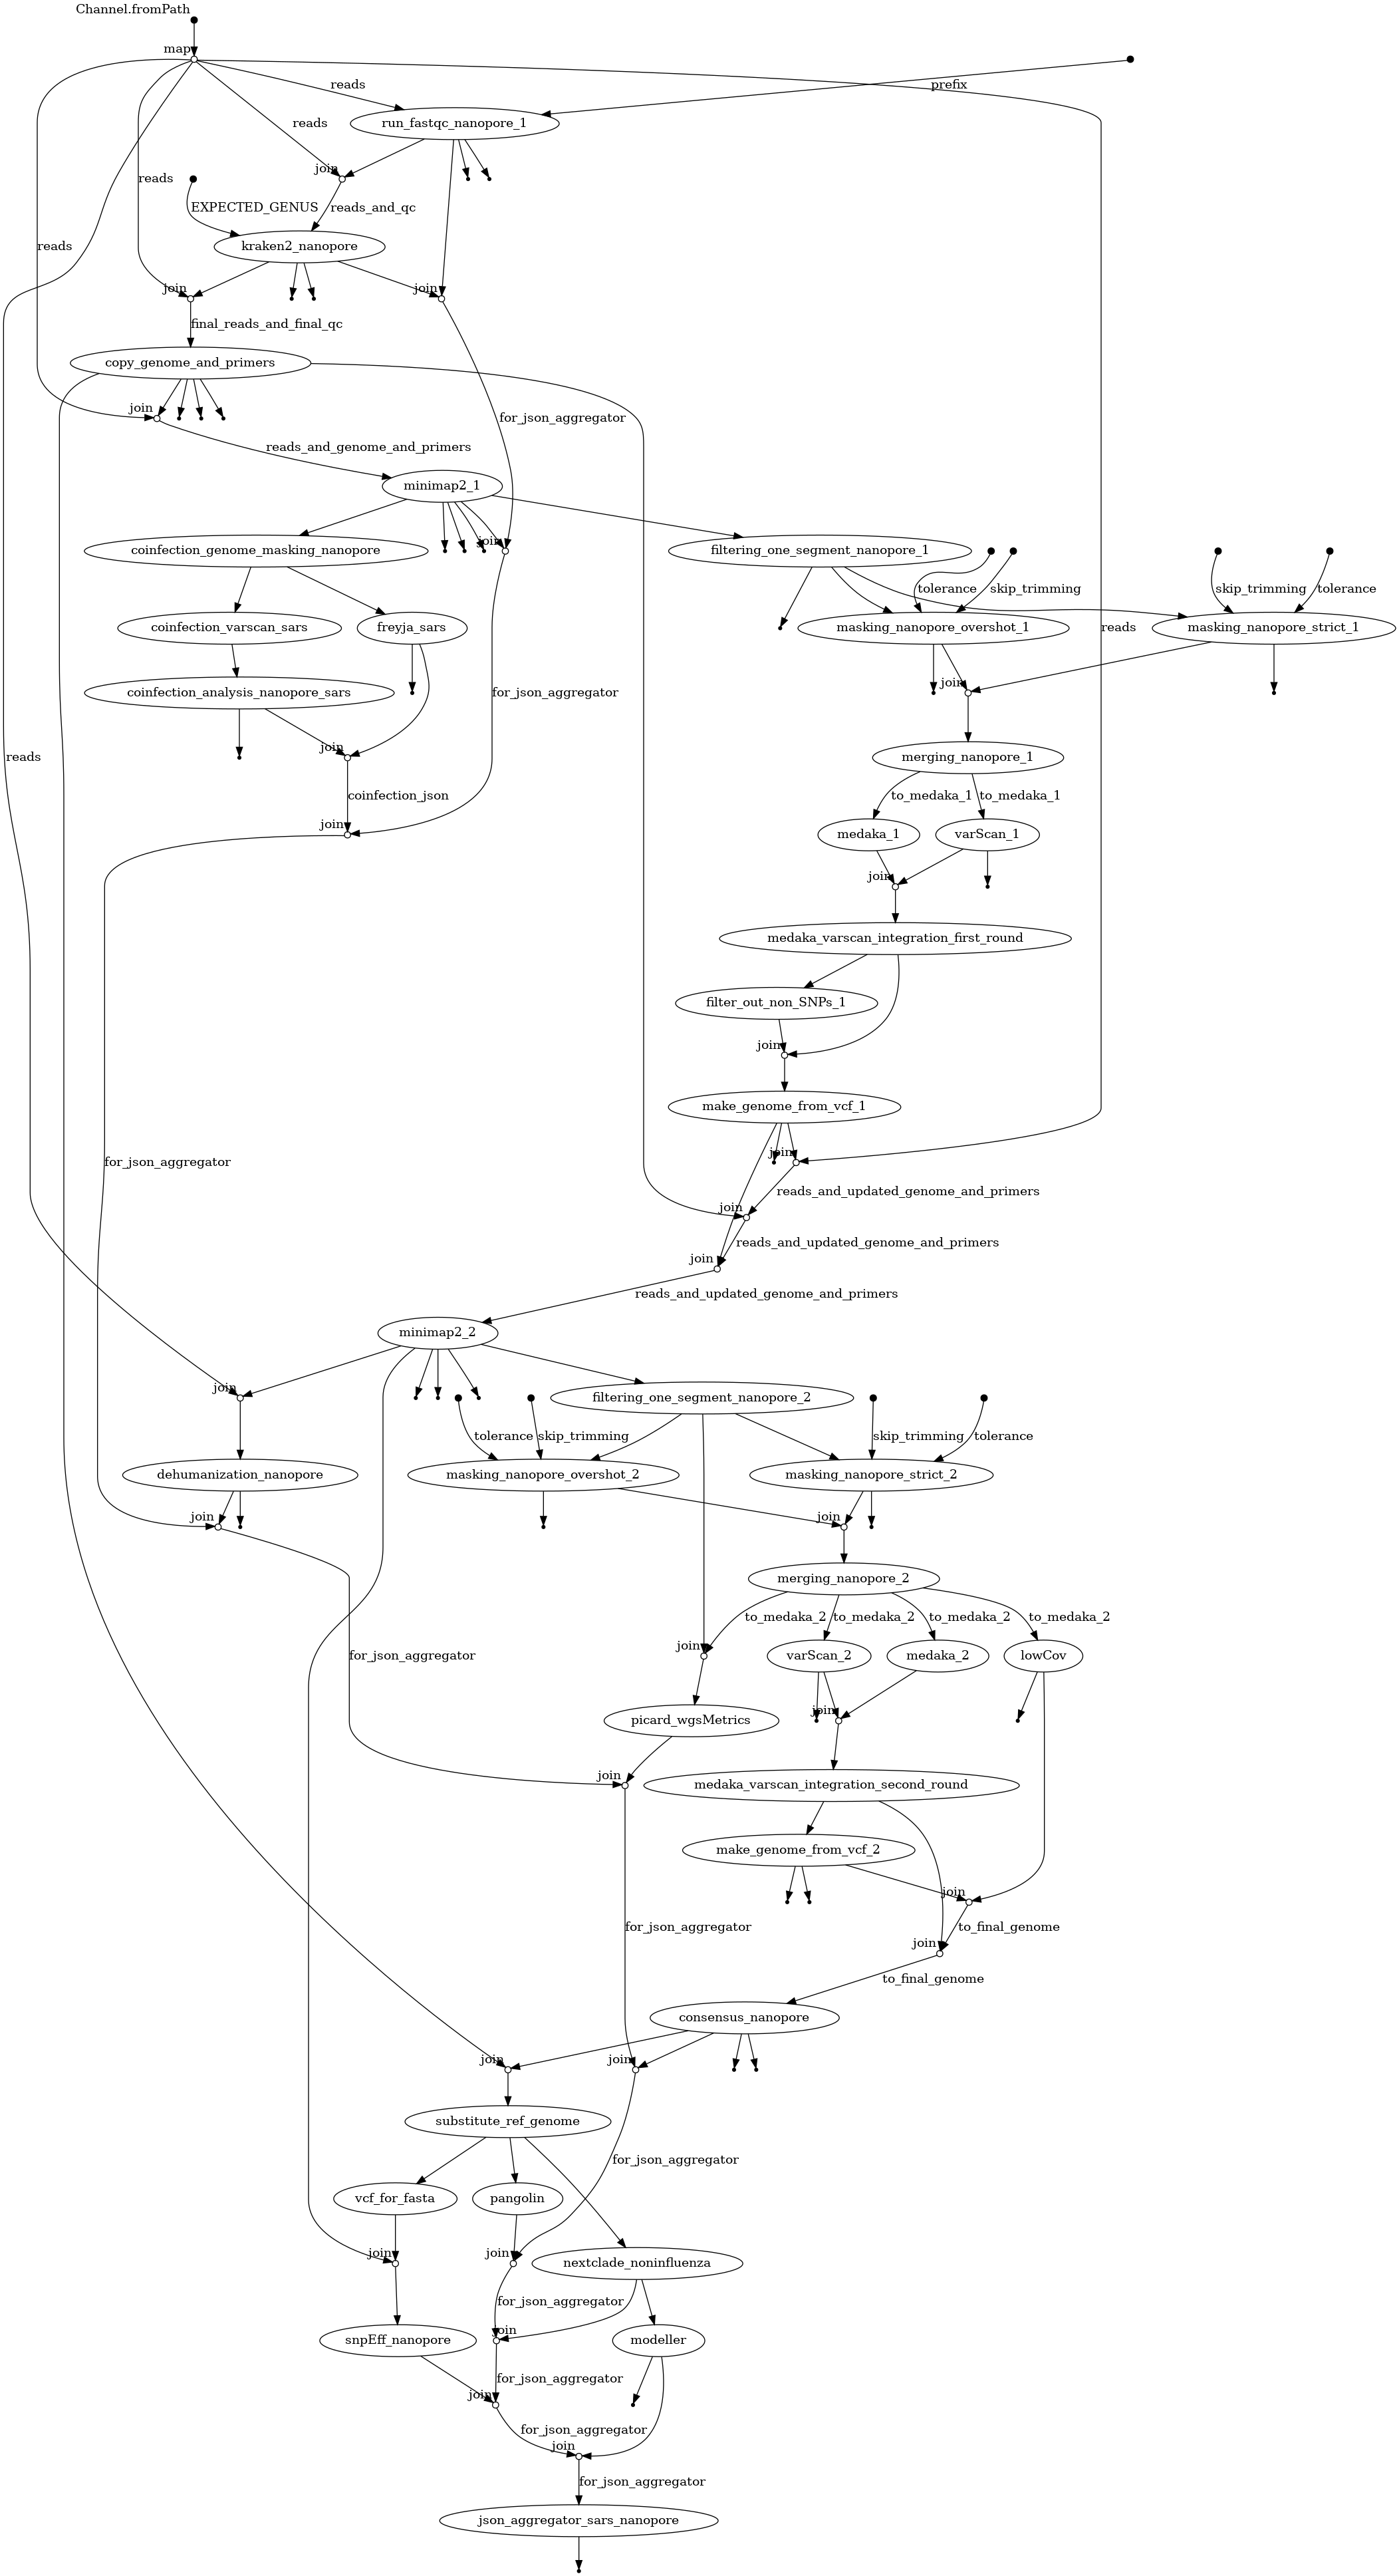 Channel.fromPath
map
reads
prefix
run_fastqc_nanopore_1
reads
join
reads
EXPECTED_GENUS
reads_and_qc
reads
kraken2_nanopore
join
join
final_reads_and_final_qc
copy_genome_and_primers
join
for_json_aggregator
reads_and_genome_and_primers
minimap2_1
join
coinfection_genome_masking_nanopore
filtering_one_segment_nanopore_1
tolerance
skip_trimming
skip_trimming
tolerance
coinfection_varscan_sars
freyja_sars
masking_nanopore_overshot_1
reads
masking_nanopore_strict_1
coinfection_analysis_nanopore_sars
for_json_aggregator
join
join
reads
merging_nanopore_1
coinfection_json
to_medaka_1
to_medaka_1
join
medaka_1
varScan_1
join
medaka_varscan_integration_first_round
filter_out_non_SNPs_1
join
make_genome_from_vcf_1
join
for_json_aggregator
reads_and_updated_genome_and_primers
join
reads_and_updated_genome_and_primers
join
reads_and_updated_genome_and_primers
minimap2_2
join
filtering_one_segment_nanopore_2
tolerance
skip_trimming
skip_trimming
tolerance
dehumanization_nanopore
masking_nanopore_overshot_2
masking_nanopore_strict_2
join
join
merging_nanopore_2
to_medaka_2
to_medaka_2
to_medaka_2
to_medaka_2
join
for_json_aggregator
varScan_2
medaka_2
lowCov
join
picard_wgsMetrics
join
medaka_varscan_integration_second_round
make_genome_from_vcf_2
join
for_json_aggregator
to_final_genome
join
to_final_genome
consensus_nanopore
join
join
substitute_ref_genome
for_json_aggregator
vcf_for_fasta
pangolin
join
join
nextclade_noninfluenza
for_json_aggregator
join
snpEff_nanopore
modeller
for_json_aggregator
join
for_json_aggregator
join
for_json_aggregator
json_aggregator_sars_nanopore